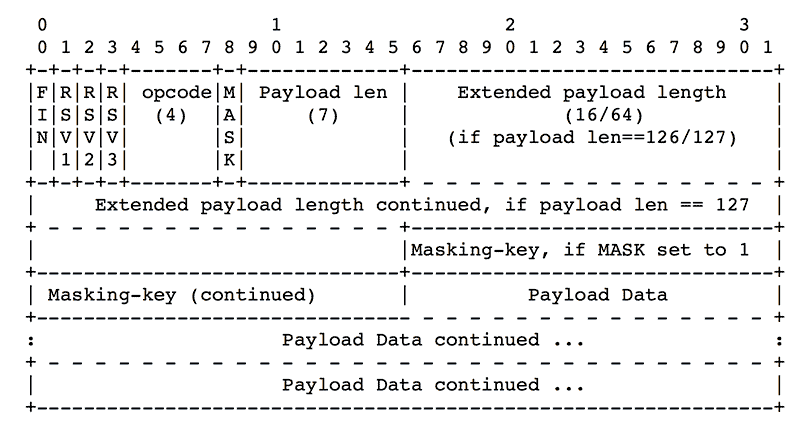 0                   1                   2                   3
 0 1 2 3 4 5 6 7 8 9 0 1 2 3 4 5 6 7 8 9 0 1 2 3 4 5 6 7 8 9 0 1
+-+-+-+-+-------+-+-------------+-------------------------------+
|F|R|R|R| opcode|M| Payload len |    Extended payload length    |
|I|S|S|S|  (4)  |A|     (7)     |             (16/64)           |
|N|V|V|V|       |S|             |   (if payload len==126/127)   |
| |1|2|3|       |K|             |                               |
+-+-+-+-+-------+-+-------------+ - - - - - - - - - - - - - - - +
|     Extended payload length continued, if payload len == 127  |
+ - - - - - - - - - - - - - - - +-------------------------------+
|                               |Masking-key, if MASK set to 1  |
+-------------------------------+-------------------------------+
| Masking-key (continued)       |          Payload Data         |
+-------------------------------- - - - - - - - - - - - - - - - +
:                     Payload Data continued ...                :
+ - - - - - - - - - - - - - - - - - - - - - - - - - - - - - - - +
|                     Payload Data continued ...                |
+---------------------------------------------------------------+